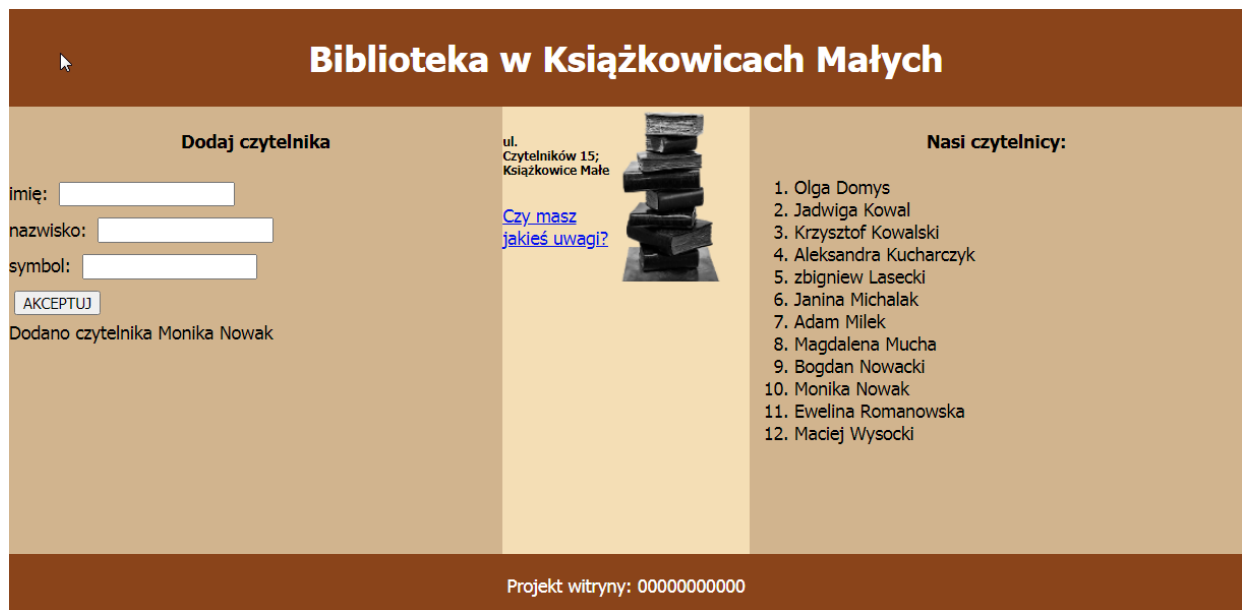 Biblioteka w Książkowicach Małych
Dodaj czytelnika
imię:
nazwisko:
symbol:
AKCEPTUJ
Dodano czytelnika Monika Nowak
ul.
Czytelników 15;
Książkowice Małe
Czy masz
jakieś uwagi?
Nasi czytelnicy:
1. Olga Domys
2. Jadwiga Kowal
3. Krzysztof Kowalski
4. Aleksandra Kucharczyk
5. zbigniew Lasecki
6. Janina Michalak
7. Adam Milek
8. Magdalena Mucha
9. Bogdan Nowacki
10. Monika Nowak
11. Ewelina Romanowska
12. Maciej Wysocki
Projekt witryny: 00000000000